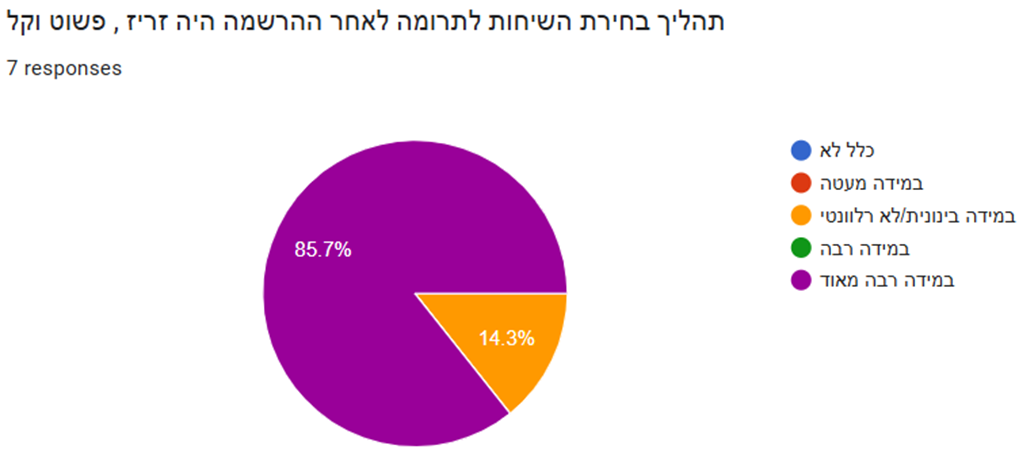 תהליך בחירת השיחות לתרומה לאחר ההרשמה היה זריז , פשוט וקל
7 responses
כלל לא
במידה מעטה
במידה בינונית/לא רלוונטי
במידה רבה
במידה רבה מאוד
85.7%
14.3%